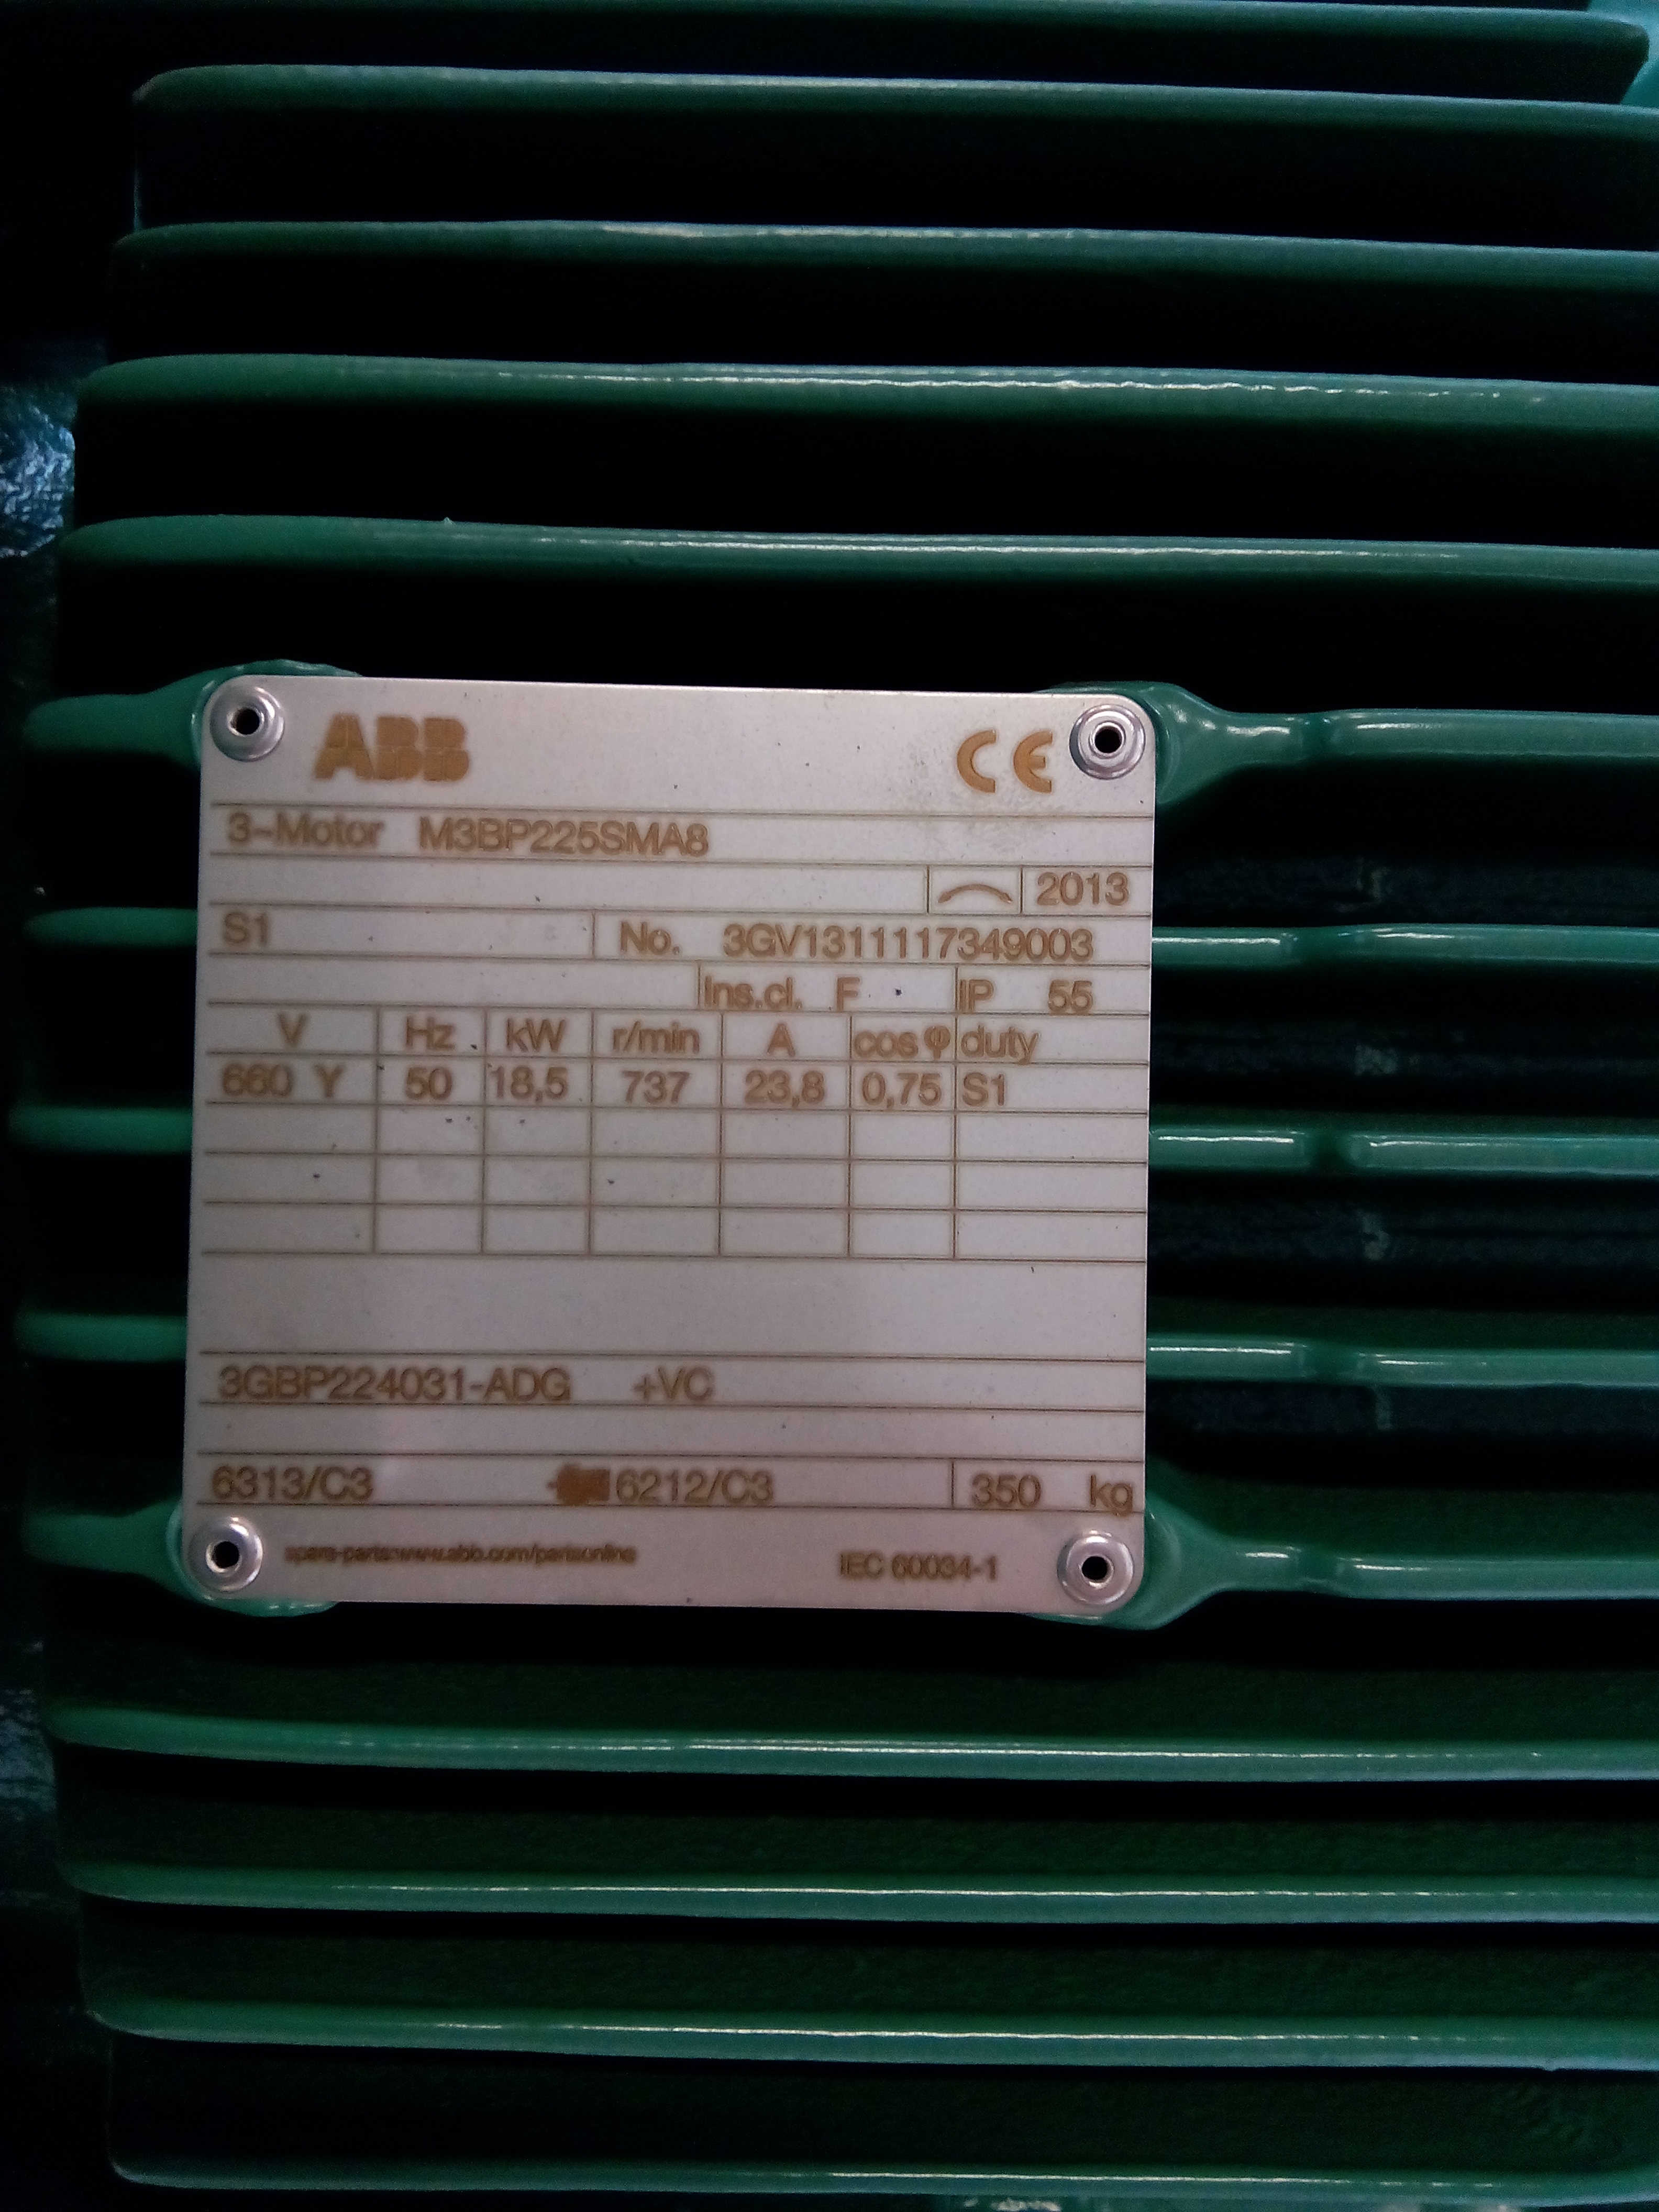 ABB CE
3~Motor M3BP225SMA8
2013
S1 No. 3GV1311117349003
Ins.cl. F IP 55
V Hz kW r/min A cos φ duty
660 Y 50 18,5 737 23,8 0,75 S1
3GBP224031-ADG +VC
6313/C3 6212/C3 350 kg
spare-parts:www.abb.com/partsonline IEC 60034-1